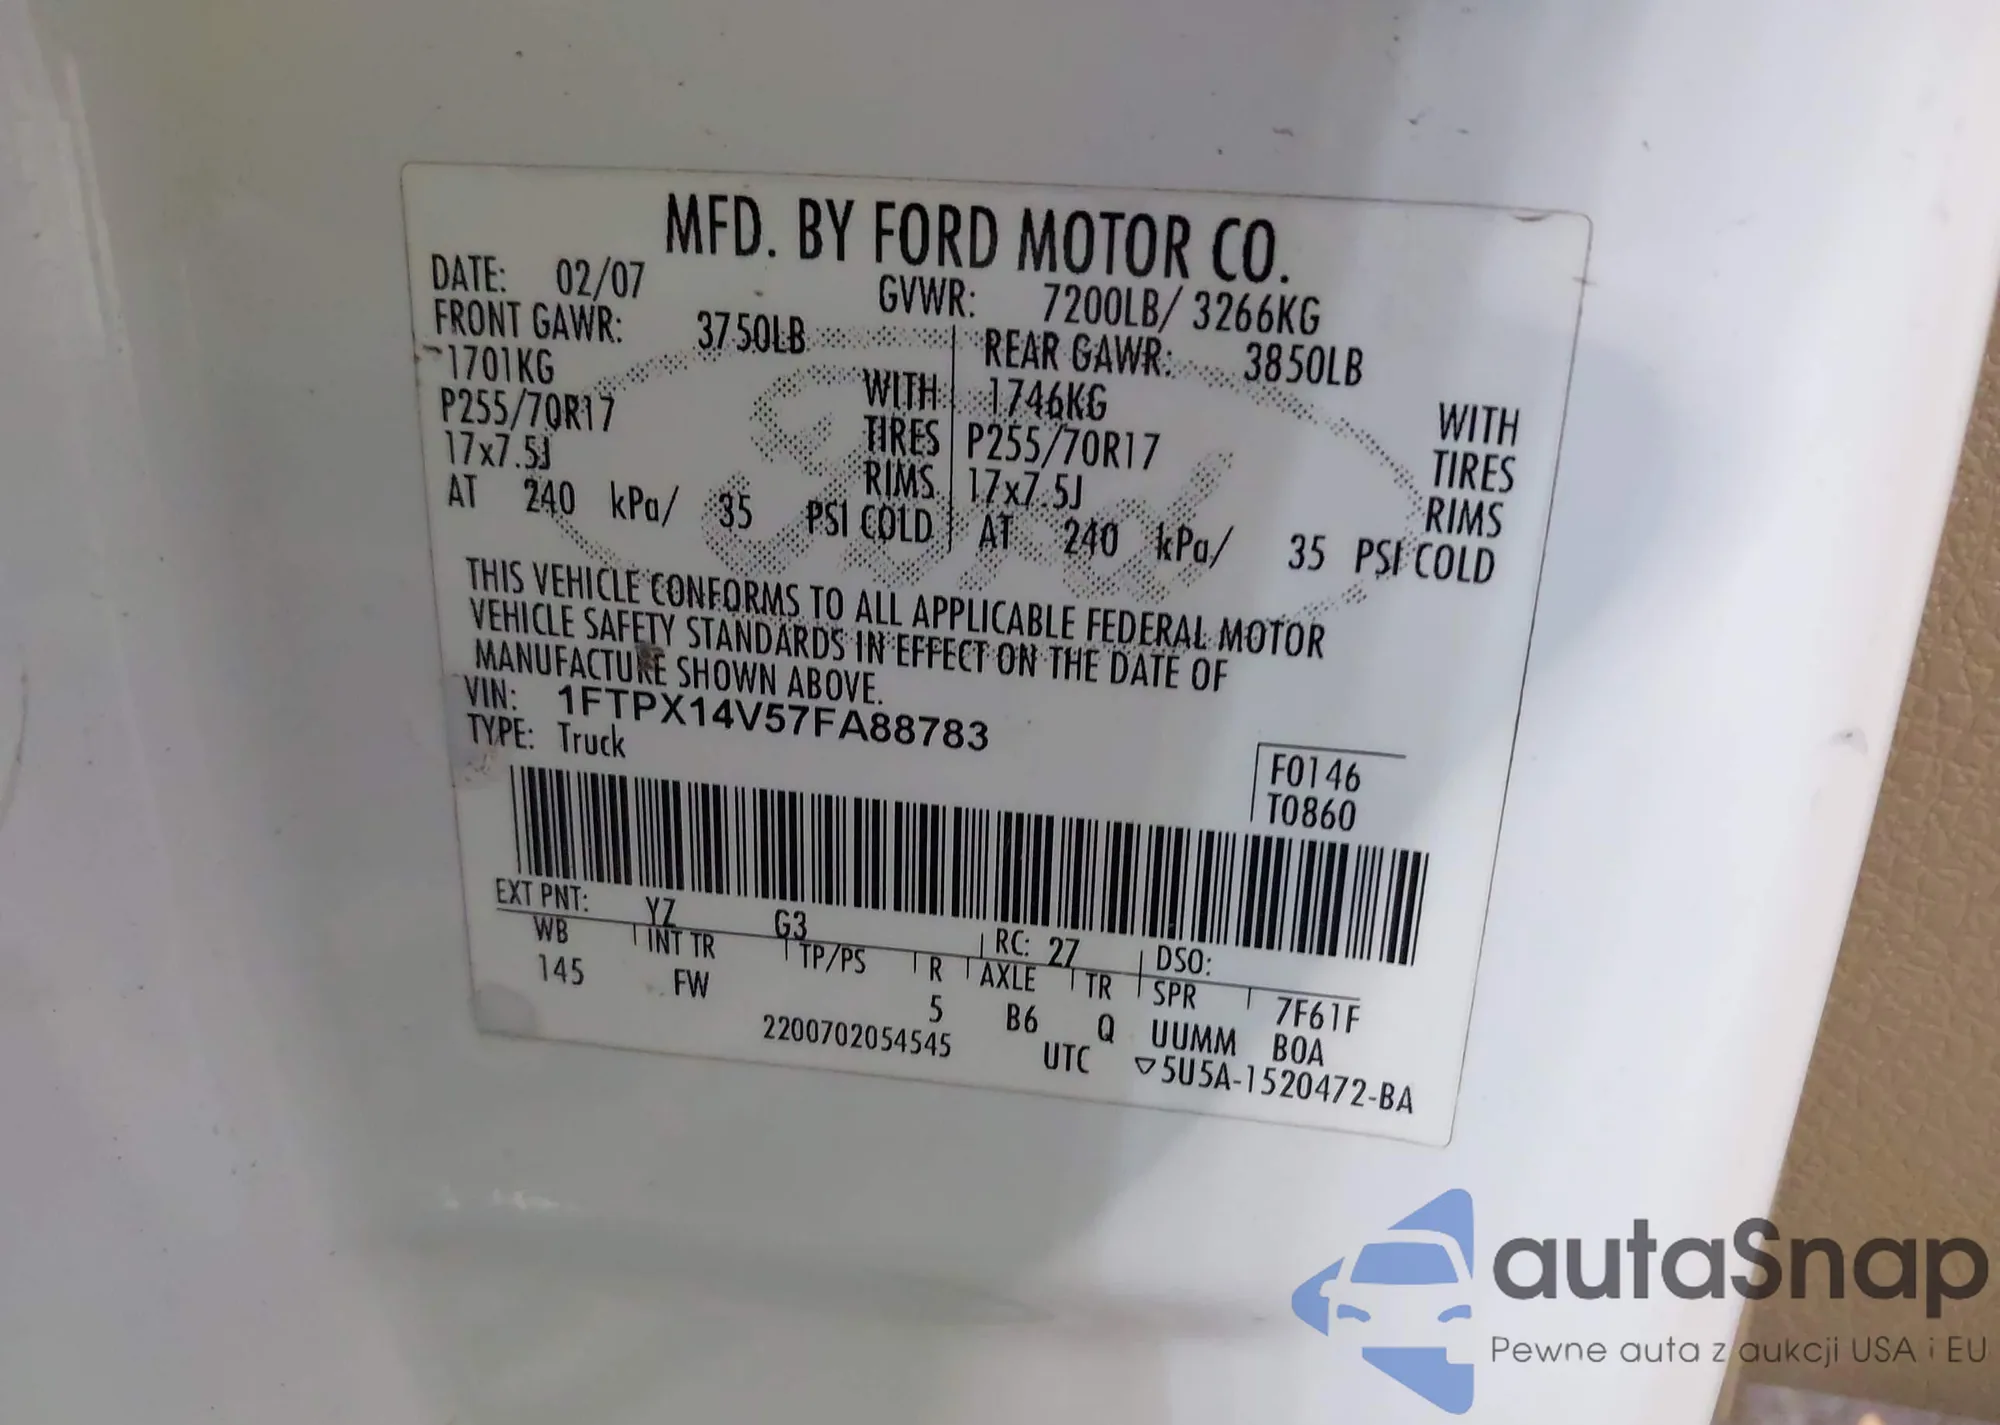 MFD. BY FORD MOTOR CO.
DATE: 02/07 GVWR: 7200LB/ 3266KG
FRONT GAWR: 3750LB REAR GAWR: 3850LB
1701KG WITH 1746KG WITH
P255/70R17 TIRES P255/70R17 TIRES
17x7.5J RIMS 17x7.5J RIMS
AT 240 kPa/ 35 PSI COLD AT 240 kPa/ 35 PSI COLD
THIS VEHICLE CONFORMS TO ALL APPLICABLE FEDERAL MOTOR
VEHICLE SAFETY STANDARDS IN EFFECT ON THE DATE OF
MANUFACTURE SHOWN ABOVE.
VIN: 1FTPX14V57FA88783
TYPE: Truck
F0146
T0860
EXT PNT: YZ G3 RC: 27 DSO:
WB INT TR TP/PS R AXLE TR SPR 7F61F
145 FW 5 B6 Q UUMM BOA
2200702054545 UTC ▽5U5A-1520472-BA
Ford
autaSnap
Pewne auta z aukcji USA i EU